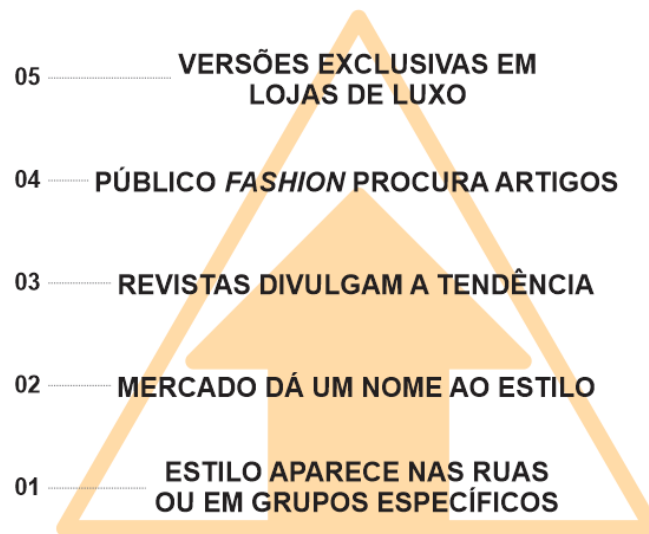 05 VERSÕES EXCLUSIVAS EM
LOJAS DE LUXO
04 PÚBLICO FASHION PROCURA ARTIGOS
03 REVISTAS DIVULGAM A TENDÊNCIA
02 MERCADO DÁ UM NOME AO ESTILO
01 ESTILO APARECE NAS RUAS
OU EM GRUPOS ESPECÍFICOS